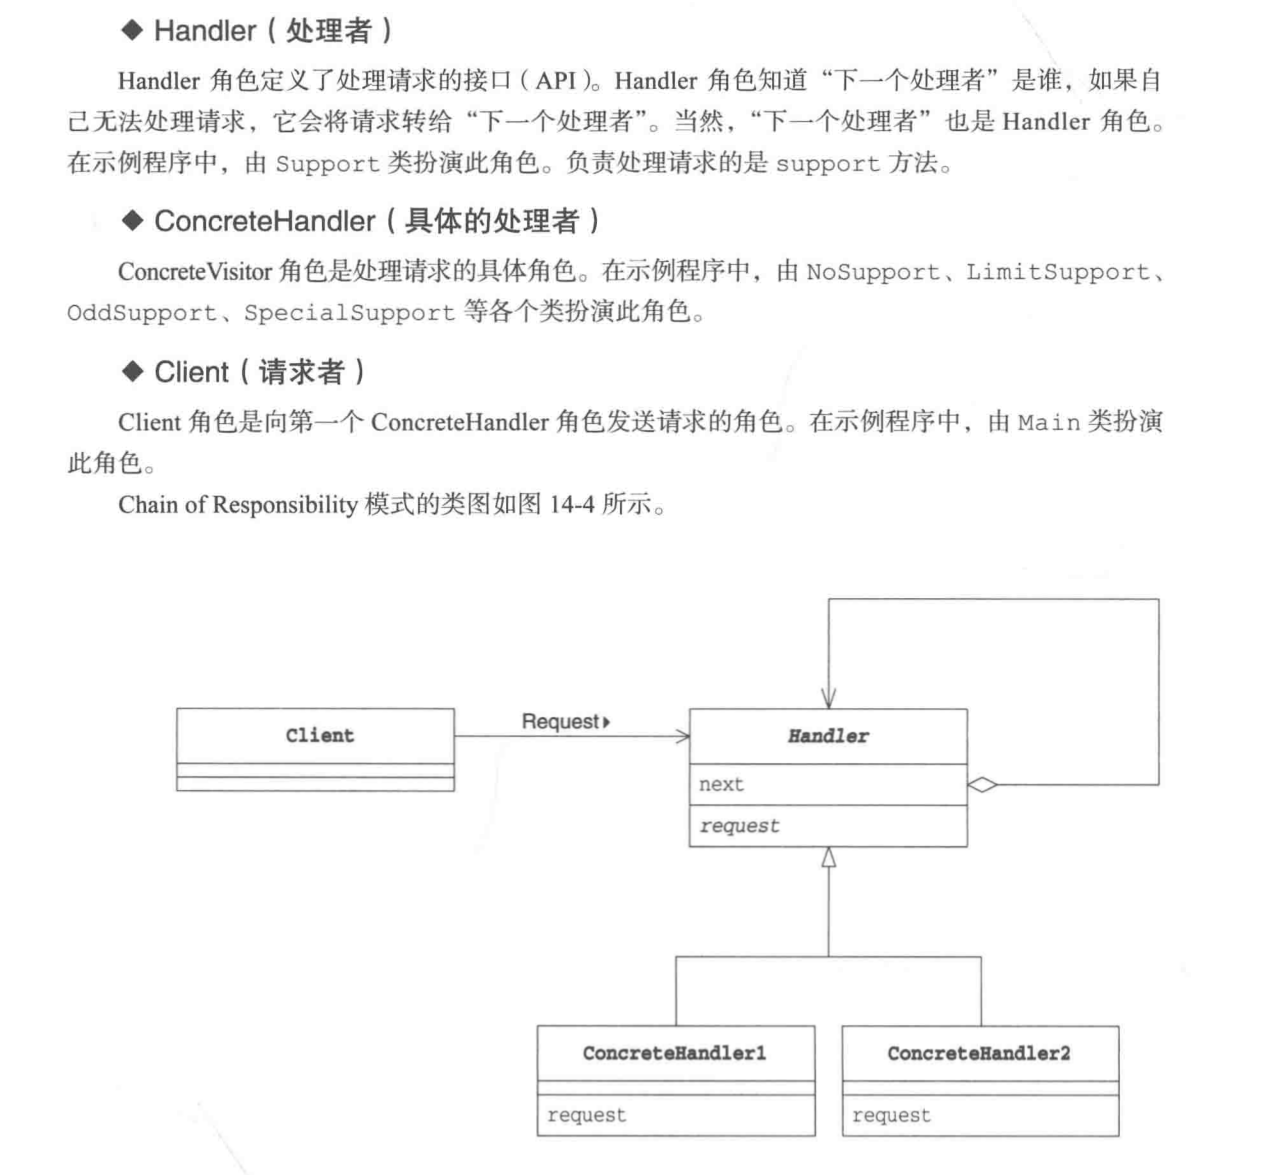 ◆ Handler（处理者）
Handler 角色定义了处理请求的接口（API）。Handler 角色知道“下一个处理者”是谁，如果自
己无法处理请求，它会将请求转给“下一个处理者”。当然，“下一个处理者”也是 Handler 角色。
在示例程序中，由 Support 类扮演此角色。负责处理请求的是 support 方法。
◆ ConcreteHandler（具体的处理者）
ConcreteVisitor 角色是处理请求的具体角色。在示例程序中，由 NoSupport、LimitSupport、
OddSupport、SpecialSupport 等各个类扮演此角色。
◆ Client（请求者）
Client 角色是向第一个 ConcreteHandler 角色发送请求的角色。在示例程序中，由 Main 类扮演
此角色。
Chain of Responsibility 模式的类图如图 14-4 所示。
Client
Request▶
Handler
next
request
ConcreteHandler1
request
ConcreteHandler2
request